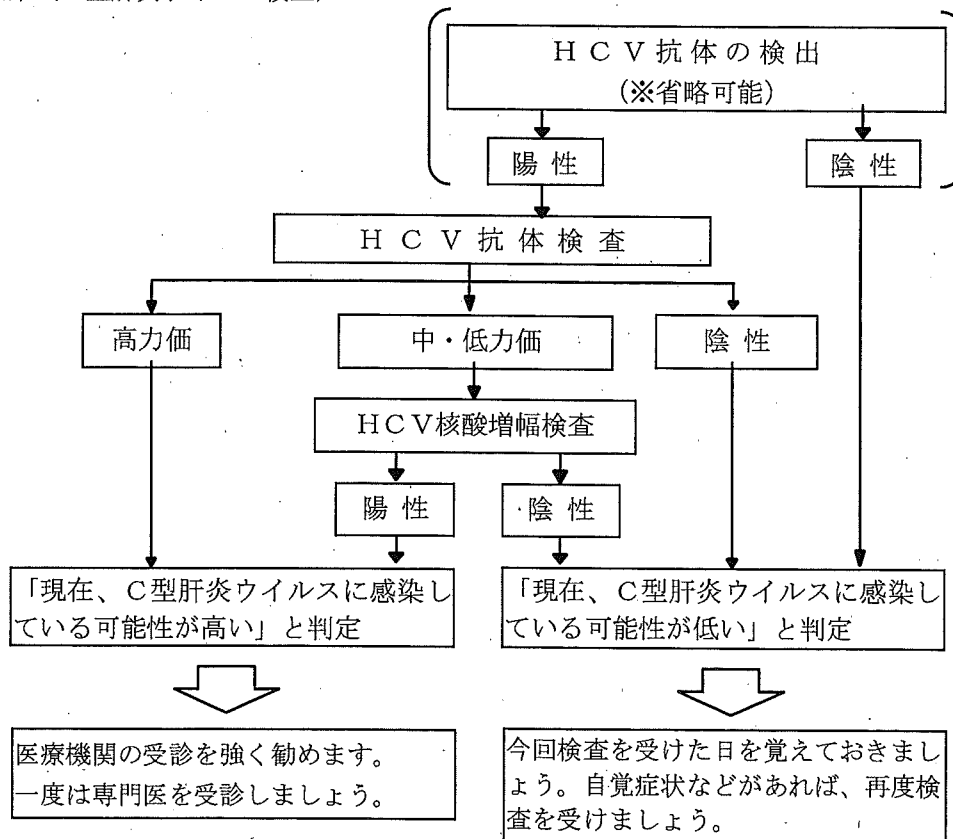 HCV抗体の検出
(※省略可能)
陽性
陰性
HCV抗体検査
高力価
中・低力価
陰性
HCV核酸増幅検査
陽性
陰性
「現在、C型肝炎ウイルスに感染し
ている可能性が高い」と判定
「現在、C型肝炎ウイルスに感染し
ている可能性が低い」と判定
医療機関の受診を強く勧めます。
一度は専門医を受診しましょう。
今回検査を受けた日を覚えておきまし
ょう。自覚症状などがあれば、再度検
査を受けましょう。